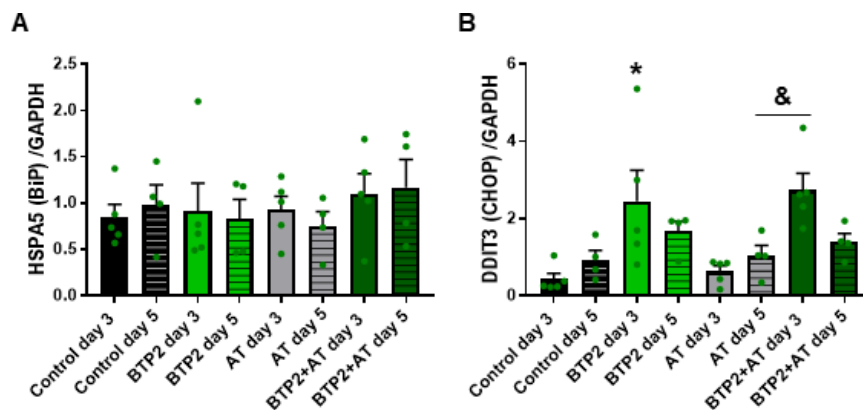 A
HSPA5 (BiP) /GAPDH
2.5
2.0
1.5
1.0
0.5
0.0
Control day 3
Control day 5
BTP2 day 3
BTP2 day 5
AT day 3
AT day 5
BTP2+AT day 3
BTP2+AT day 5
B
DDIT3 (CHOP) /GAPDH
6
4
2
0
*
&
Control day 3
Control day 5
BTP2 day 3
BTP2 day 5
AT day 3
AT day 5
BTP2+AT day 3
BTP2+AT day 5